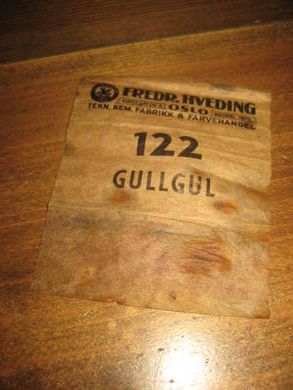 FREDR. HVEDING
OSLO
TEKN. KEM. FABRIKK & FARVEHANDEL
122
GULLGUL